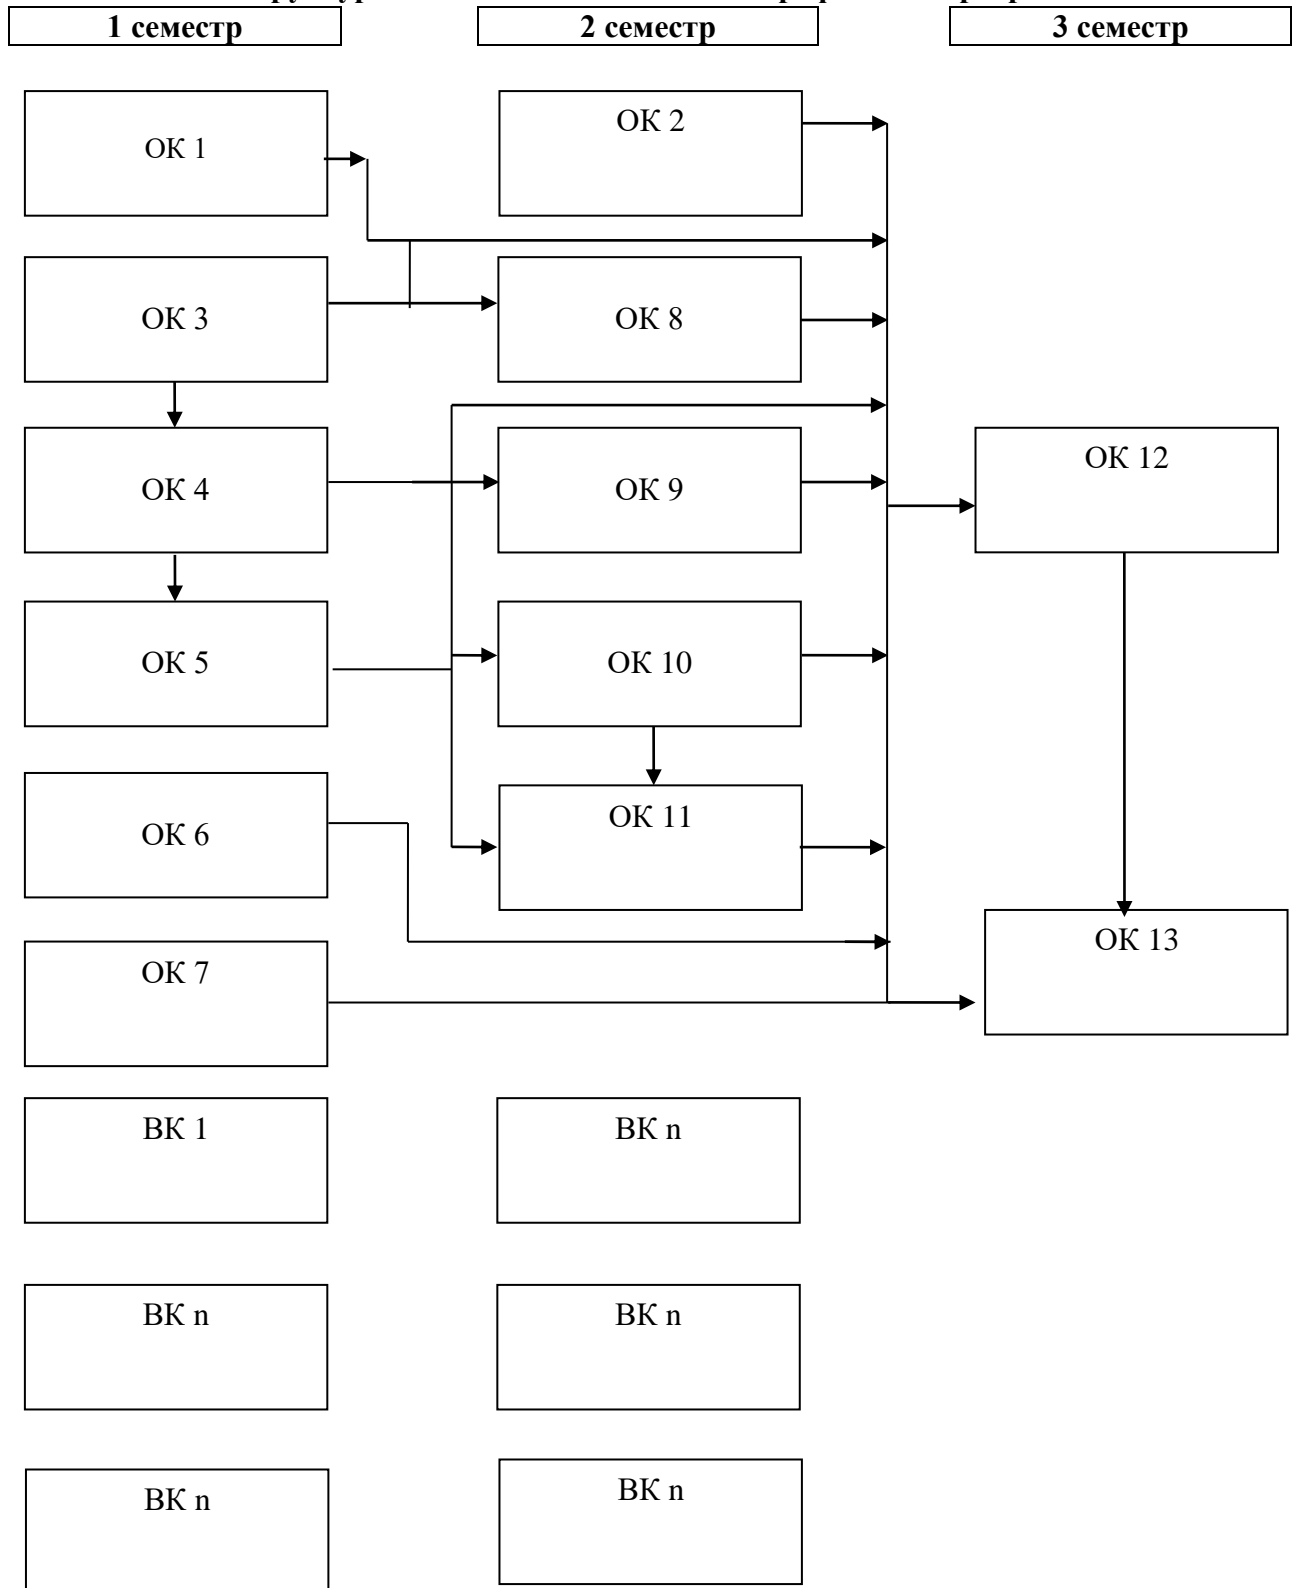 1 семестр
2 семестр
3 семестр
ОК 1
ОК 2
ОК 3
ОК 8
ОК 4
ОК 9
ОК 12
ОК 5
ОК 10
ОК 6
ОК 11
ОК 7
ОК 13
ВК 1
ВК n
ВК n
ВК n
ВК n
ВК n